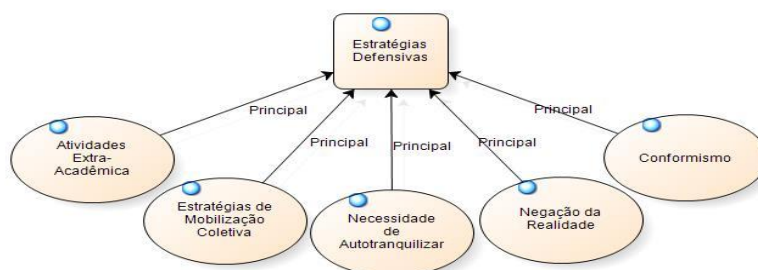 Estratégias
Defensivas
Principal
Principal
Principal
Principal
Principal
Atividades
Extra-
Acadêmica
Estratégias de
Mobilização
Coletiva
Necessidade
de
Autotranquilizar
Negação da
Realidade
Conformismo